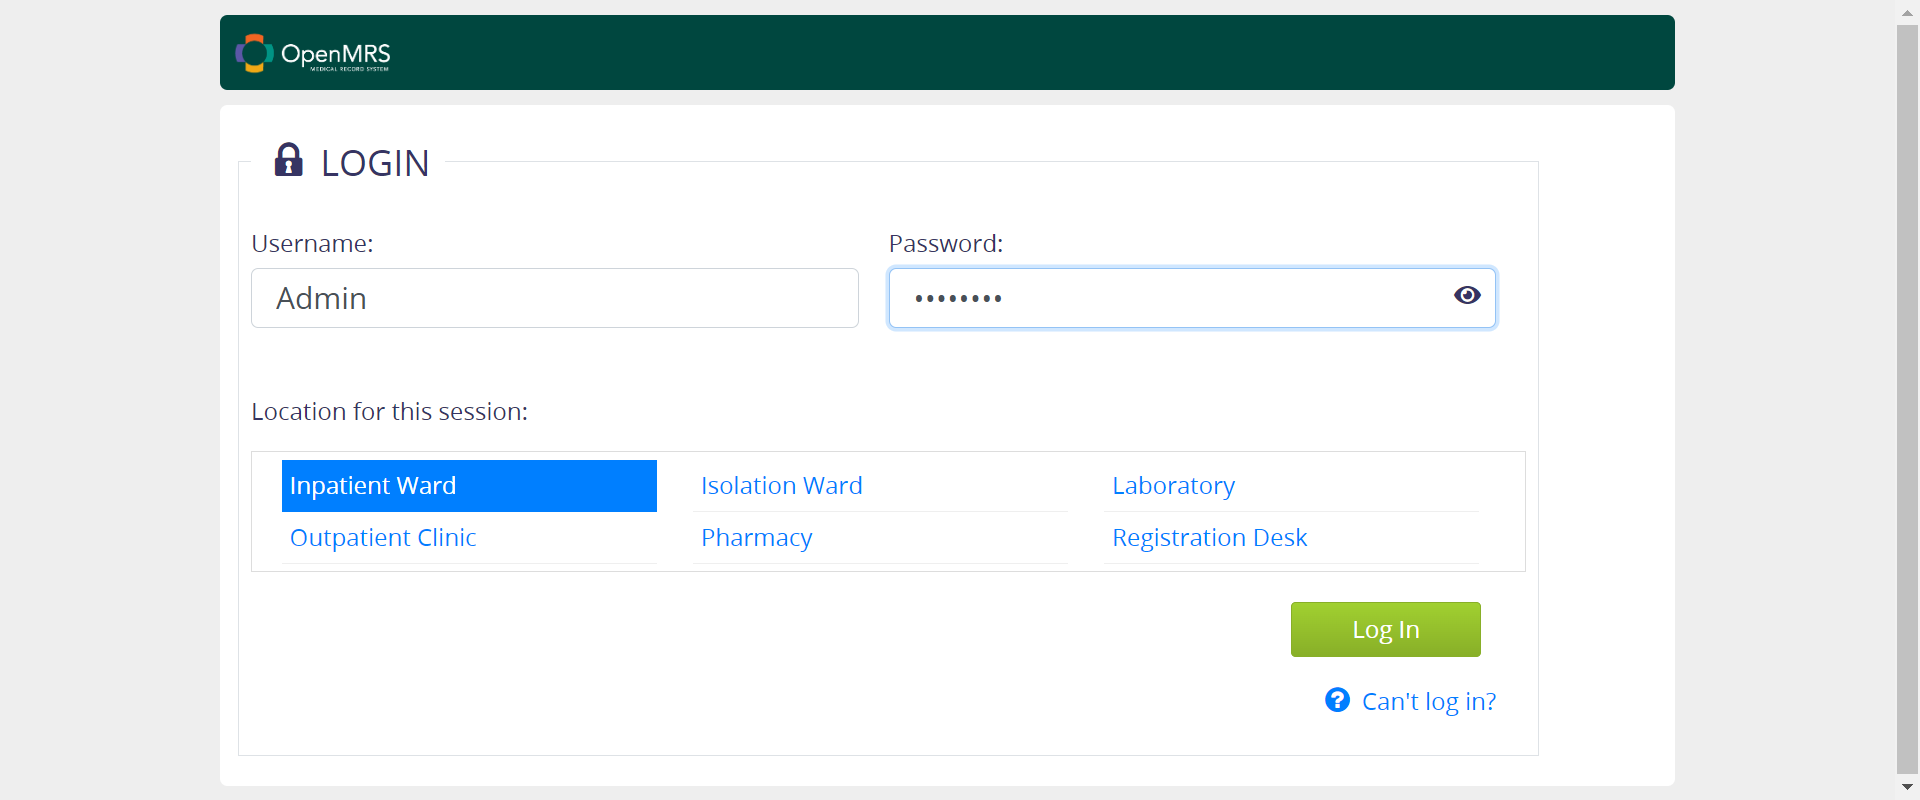 OpenMRS
MEDICAL RECORD SYSTEM
LOGIN
Username:
Password:
Admin
••••••••
Location for this session:
Inpatient Ward
Isolation Ward
Laboratory
Outpatient Clinic
Pharmacy
Registration Desk
Log In
Can't log in?